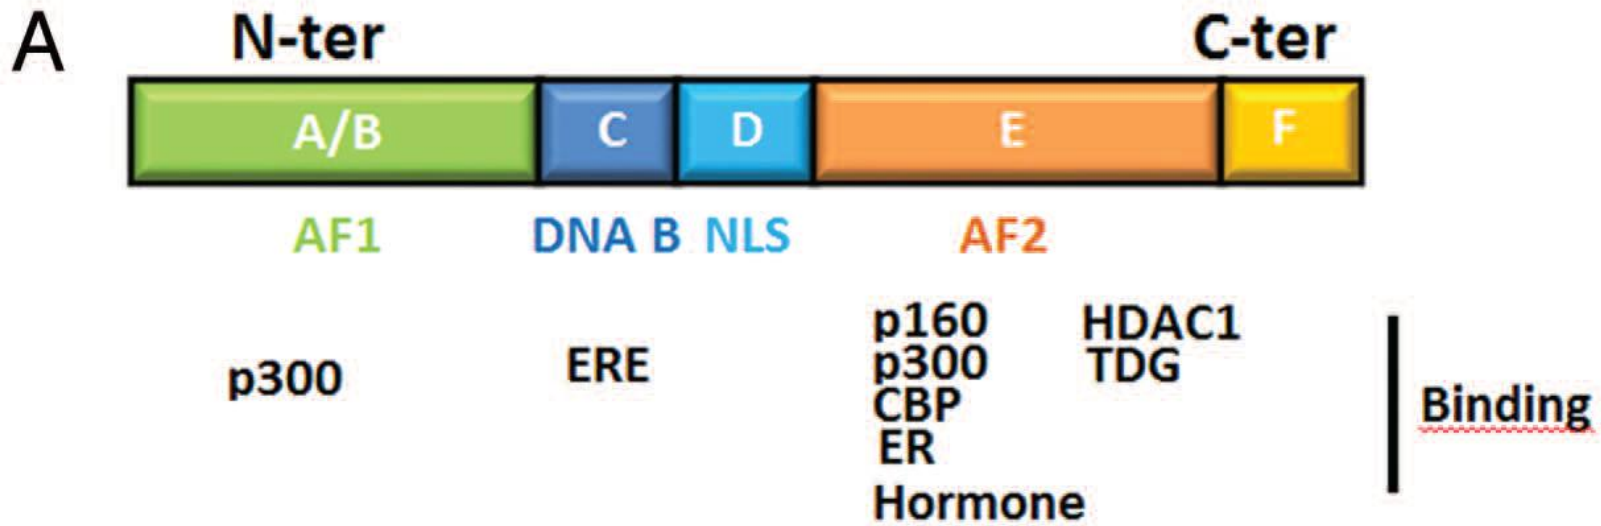 A
N-ter C-ter
A/B C D E F
AF1 DNA B NLS AF2
p160 HDAC1
p300 ERE p300 TDG
CBP Binding
ER
Hormone